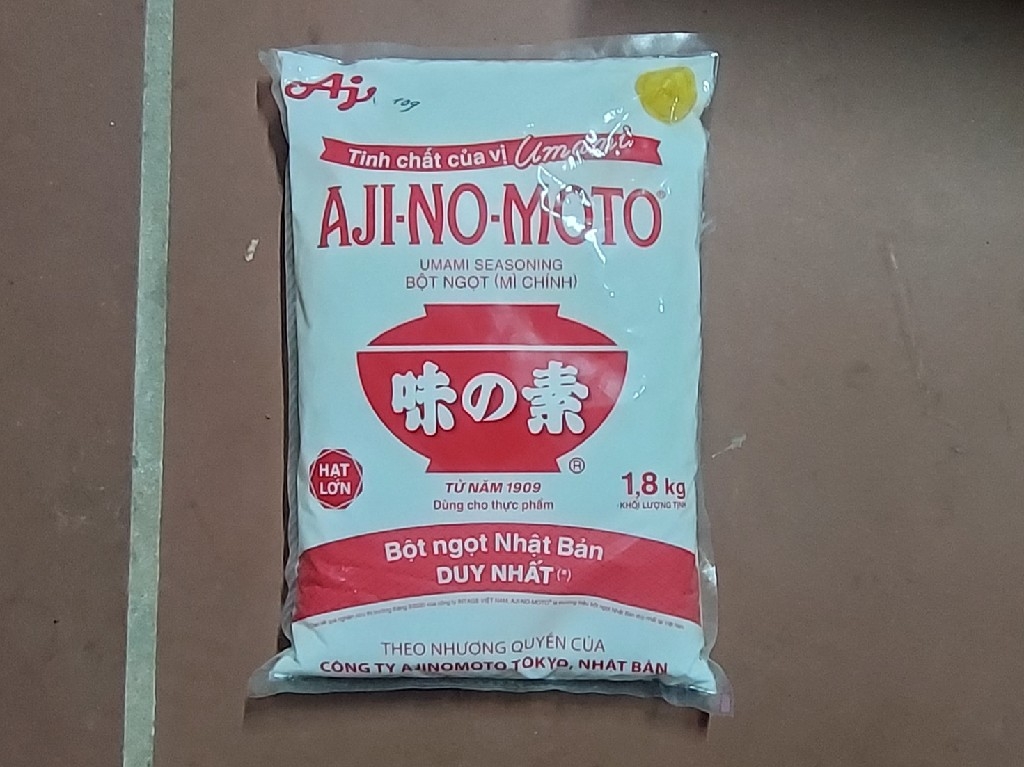 Aji
Tinh chất của vị Umami
AJI-NO-MOTO®
UMAMI SEASONING
BỘT NGỌT (MÌ CHÍNH)
味の素
®
HẠT
LỚN
TỪ NĂM 1909
Dùng cho thực phẩm
1,8 kg
KHỐI LƯỢNG TỊNH
Bột ngọt Nhật Bản
DUY NHẤT (*)
THEO NHƯỢNG QUYỀN CỦA
CÔNG TY AJINOMOTO TOKYO, NHẬT BẢN